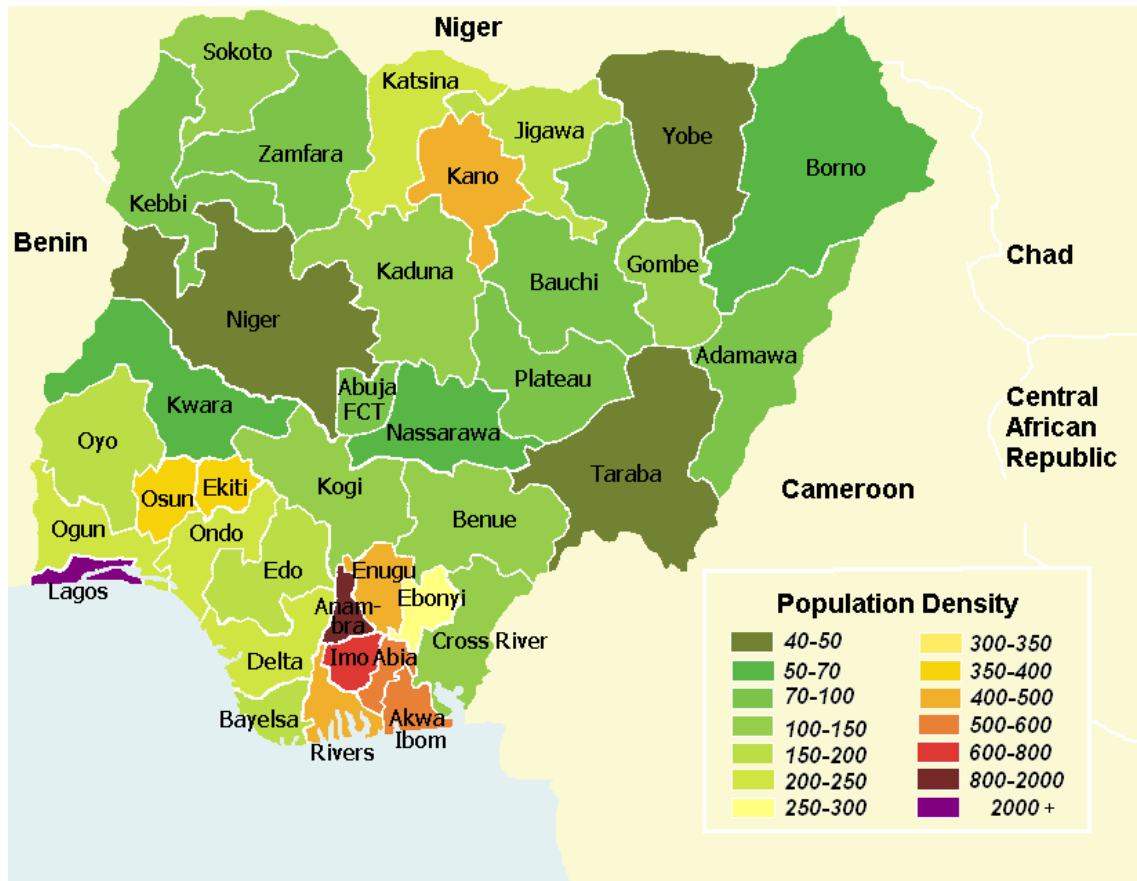 Niger
Sokoto
Katsina
Jigawa
Yobe
Zamfara
Kano
Borno
Kebbi
Benin
Kaduna
Bauchi
Gombe
Chad
Niger
Adamawa
Abuja
FCT
Plateau
Kwara
Nassarawa
Central
African
Republic
Oyo
Taraba
Osun
Ekiti
Kogi
Cameroon
Benue
Ogun
Ondo
Edo
Enugu
Lagos
Ebonyi
Anam-
bra
Cross River
Imo
Abia
Delta
Bayelsa
Akwa
Ibom
Rivers
Population Density
40-50
50-70
70-100
100-150
150-200
200-250
250-300
300-350
350-400
400-500
500-600
600-800
800-2000
2000 +